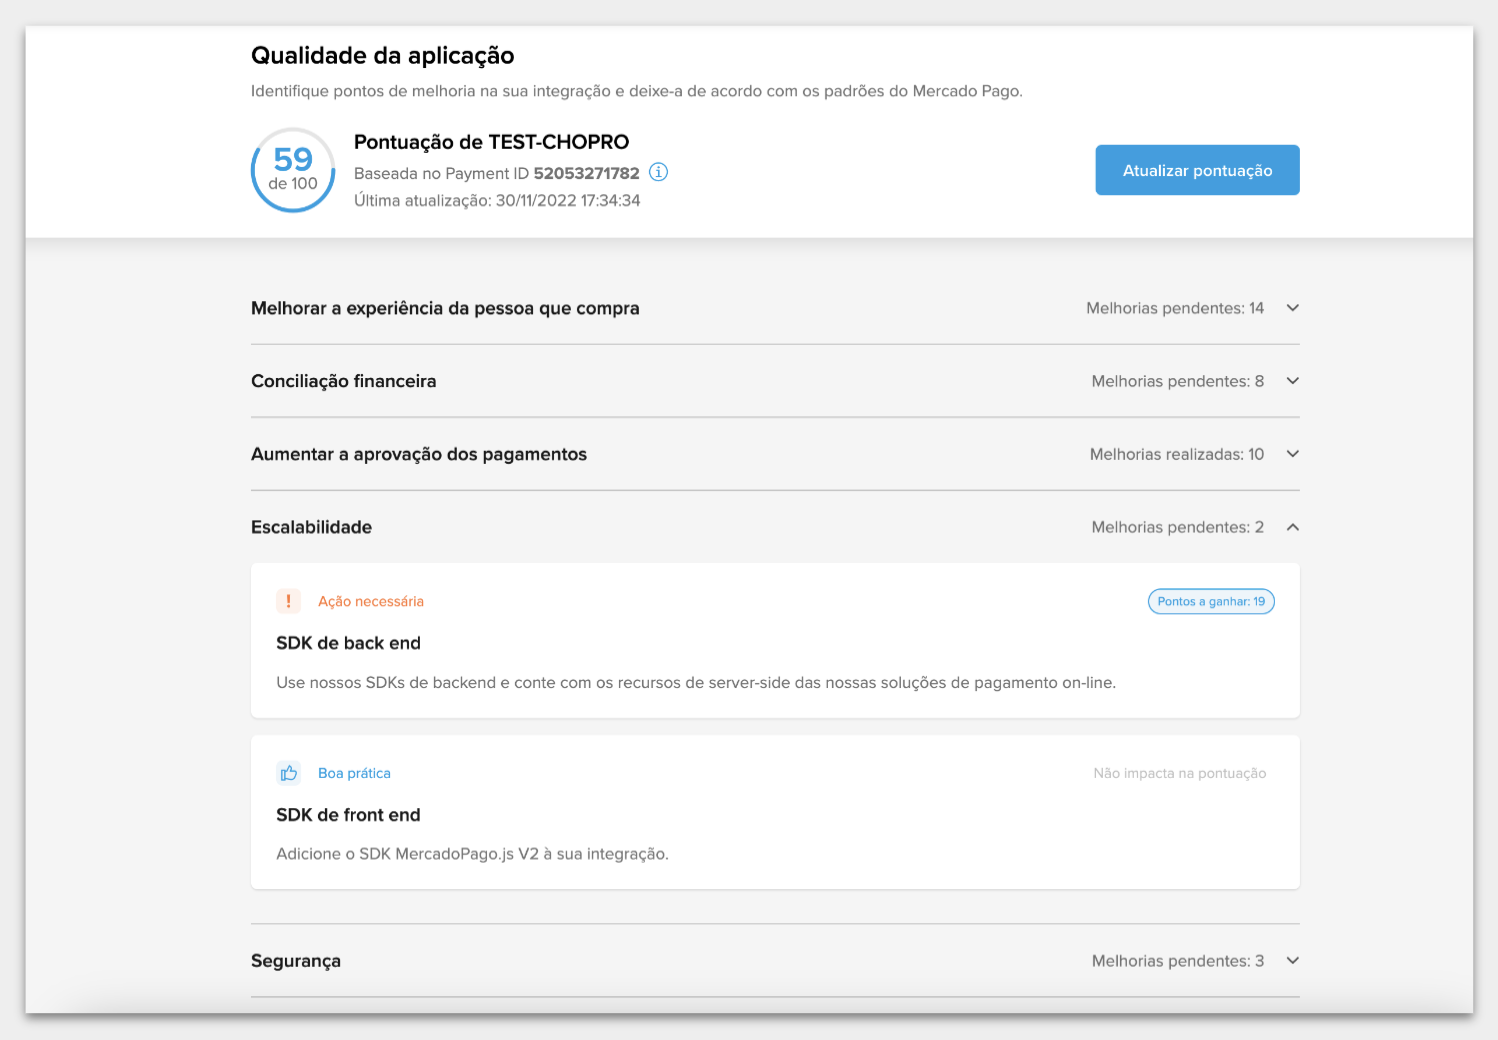 Qualidade da aplicação
Identifique pontos de melhoria na sua integração e deixe-a de acordo com os padrões do Mercado Pago.
59
de 100
Pontuação de TEST-CHOPRO
Baseada no Payment ID 52053271782
Última atualização: 30/11/2022 17:34:34
Atualizar pontuação
Melhorar a experiência da pessoa que compra
Melhorias pendentes: 14
Conciliação financeira
Melhorias pendentes: 8
Aumentar a aprovação dos pagamentos
Melhorias realizadas: 10
Escalabilidade
Melhorias pendentes: 2
Ação necessária
Pontos a ganhar: 19
SDK de back end
Use nossos SDKs de backend e conte com os recursos de server-side das nossas soluções de pagamento on-line.
Boa prática
Não impacta na pontuação
SDK de front end
Adicione o SDK MercadoPago.js V2 à sua integração.
Segurança
Melhorias pendentes: 3